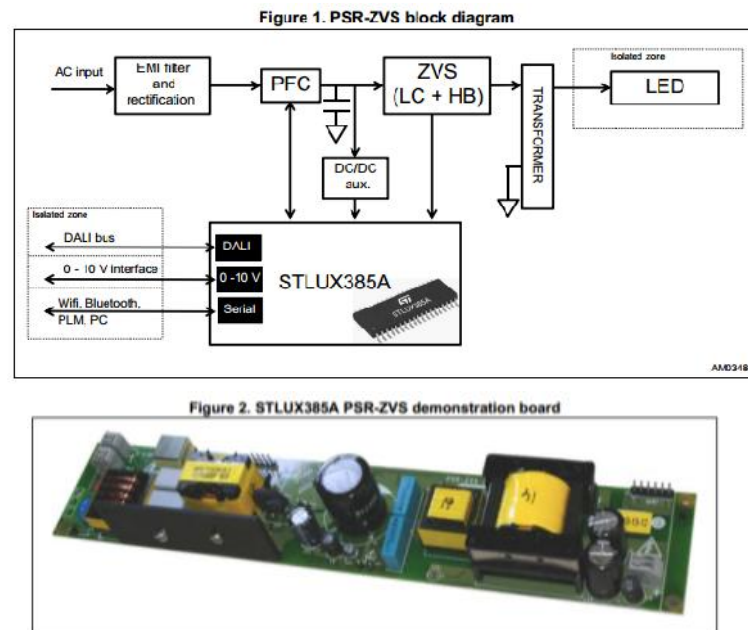 Figure 1. PSR-ZVS block diagram
AC input
EMI filter
and
rectification
PFC
ZVS
(LC + HB)
TRANSFORMER
Isolated zone
LED
DC/DC
aux.
Isolated zone
DALI bus
DALI
0 - 10 V Interface
0 -10 V
STLUX385A
Wifi, Bluetooth,
PLM, PC
Serial
STLUX385A
AM0348
Figure 2. STLUX385A PSR-ZVS demonstration board